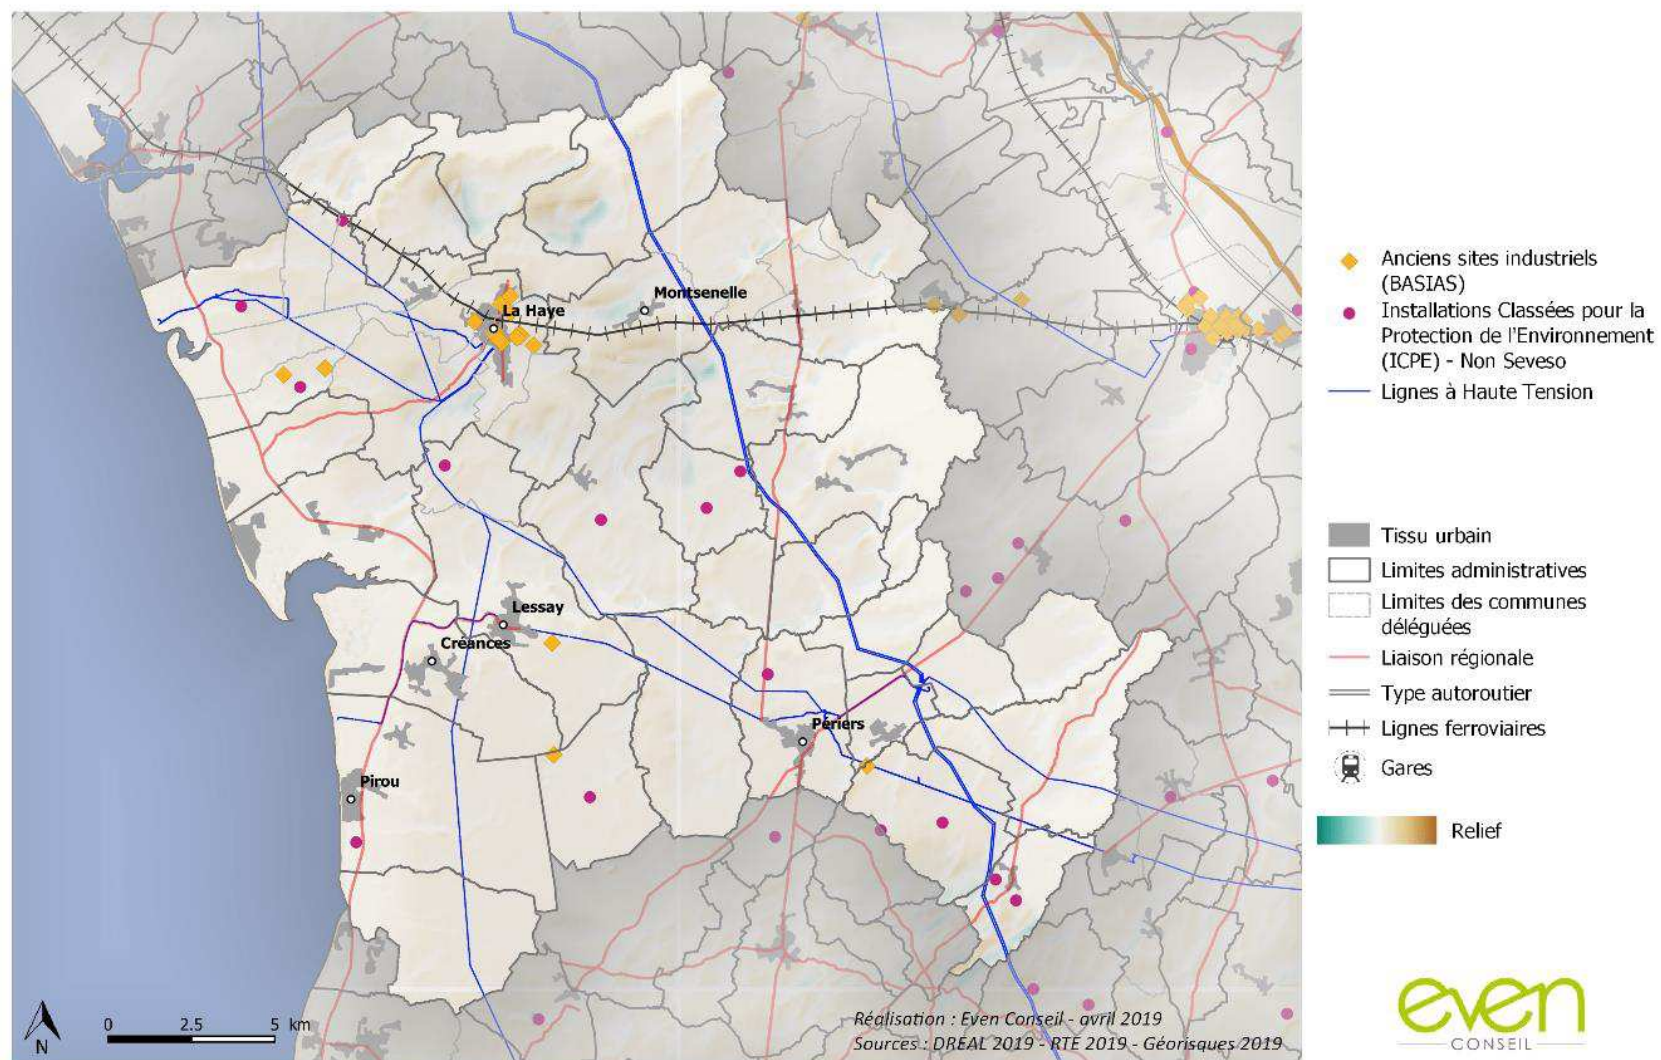 Montsenelle
La Haye
Lessay
Créances
Périers
Pirou
0 2.5 5 km
N
Réalisation : Even Conseil - avril 2019
Sources : DREAL 2019 - RTE 2019 - Géorisques 2019
Anciens sites industriels
(BASIAS)
Installations Classées pour la
Protection de l'Environnement
(ICPE) - Non Seveso
Lignes à Haute Tension
Tissu urbain
Limites administratives
Limites des communes
déléguées
Liaison régionale
Type autoroutier
Lignes ferroviaires
Gares
Relief
even
CONSEIL